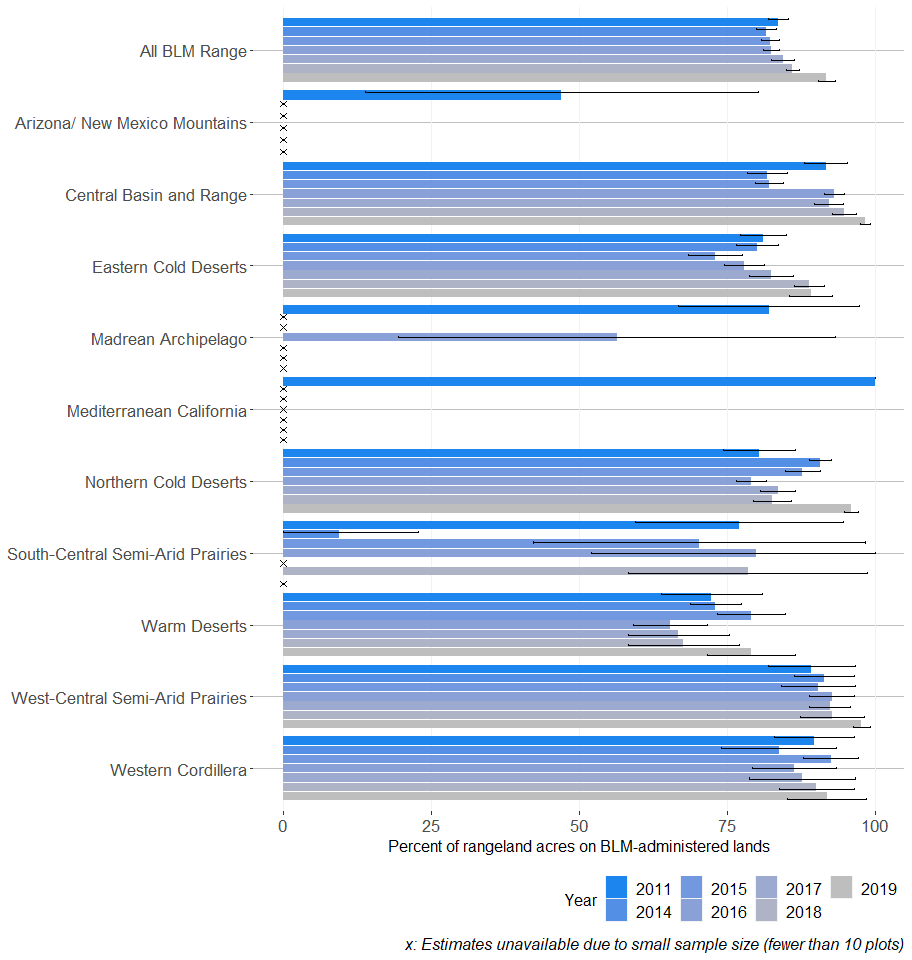 All BLM Range
Arizona/ New Mexico Mountains
Central Basin and Range
Eastern Cold Deserts
Madrean Archipelago
Mediterranean California
Northern Cold Deserts
South-Central Semi-Arid Prairies
Warm Deserts
West-Central Semi-Arid Prairies
Western Cordillera
0 25 50 75 100
Percent of rangeland acres on BLM-administered lands
Year
2011 2015 2017 2019
2014 2016 2018
x: Estimates unavailable due to small sample size (fewer than 10 plots)